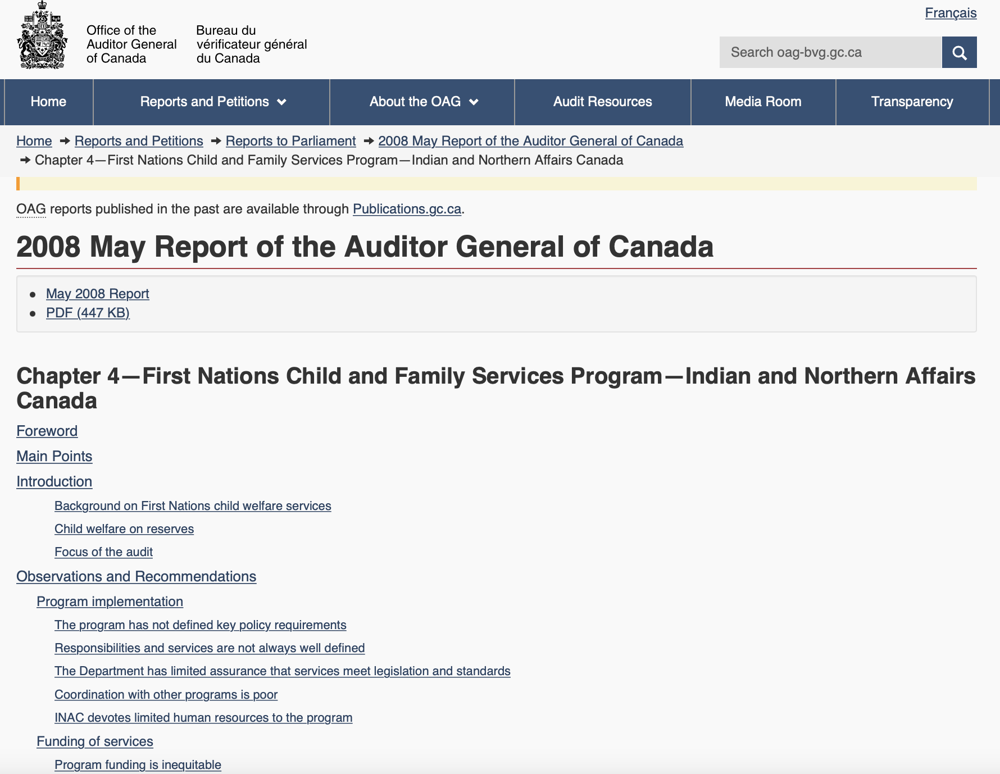 Office of the
Auditor General
of Canada
Bureau du
vérificateur général
du Canada
Français
Search oag-bvg.gc.ca
Home
Reports and Petitions
About the OAG
Audit Resources
Media Room
Transparency
Home ➞ Reports and Petitions ➞ Reports to Parliament ➞ 2008 May Report of the Auditor General of Canada
➞ Chapter 4—First Nations Child and Family Services Program—Indian and Northern Affairs Canada
OAG reports published in the past are available through Publications.gc.ca.
2008 May Report of the Auditor General of Canada
• May 2008 Report
• PDF (447 KB)
Chapter 4—First Nations Child and Family Services Program—Indian and Northern Affairs
Canada
Foreword
Main Points
Introduction
Background on First Nations child welfare services
Child welfare on reserves
Focus of the audit
Observations and Recommendations
Program implementation
The program has not defined key policy requirements
Responsibilities and services are not always well defined
The Department has limited assurance that services meet legislation and standards
Coordination with other programs is poor
INAC devotes limited human resources to the program
Funding of services
Program funding is inequitable